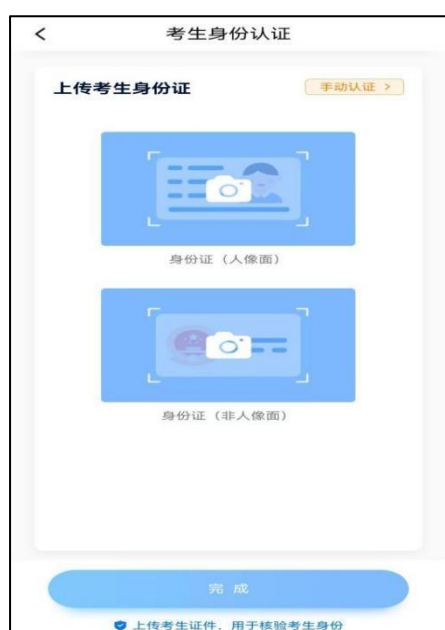 考生身份认证
上传考生身份证
手动认证 >
身份证（人像面）
身份证（非人像面）
完成
上传考生证件，用于核验考生身份